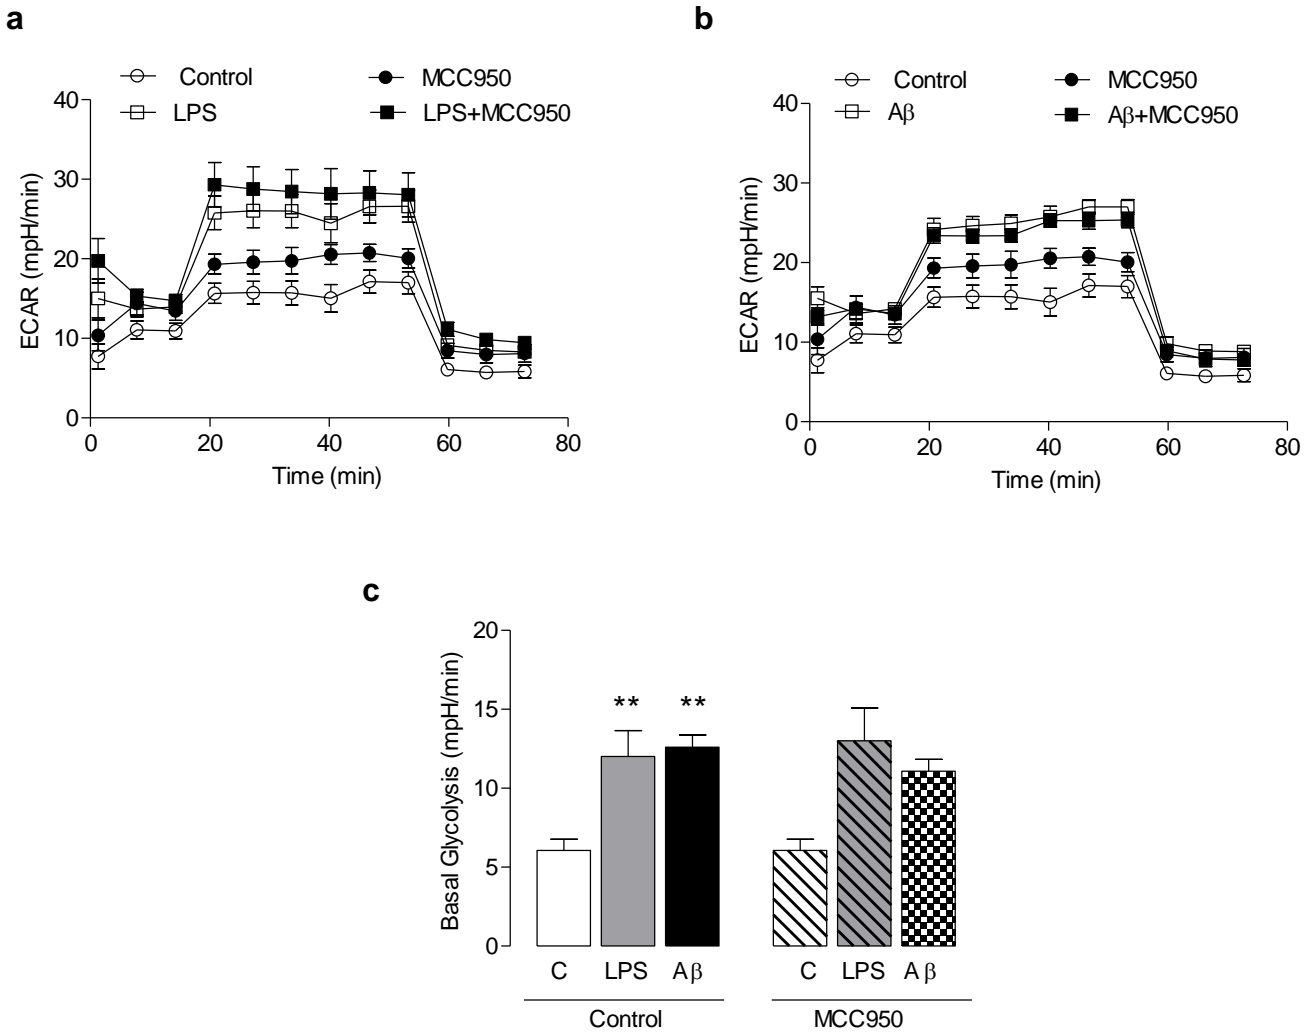 a
Control
MCC950
LPS
LPS+MCC950
ECAR (mpH/min)
40
30
20
10
0
0 20 40 60 80
Time (min)
b
Control
MCC950
Aβ
Aβ+MCC950
ECAR (mpH/min)
40
30
20
10
0
0 20 40 60 80
Time (min)
c
Basal Glycolysis (mpH/min)
20
15
10
5
0
** **
C LPS Aβ C LPS Aβ
Control MCC950